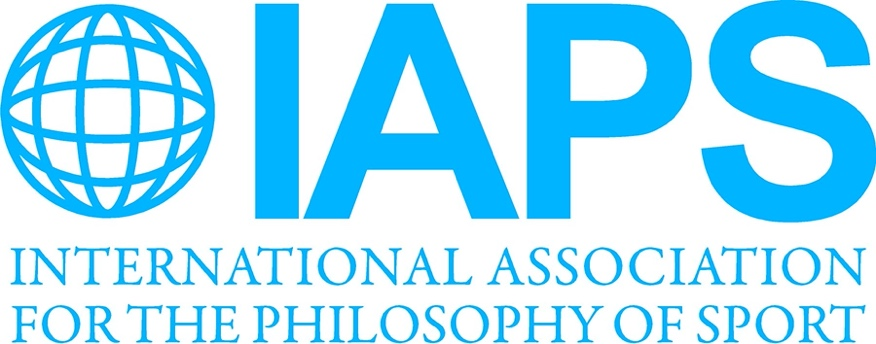 IAPS
INTERNATIONAL ASSOCIATION
FOR THE PHILOSOPHY OF SPORT